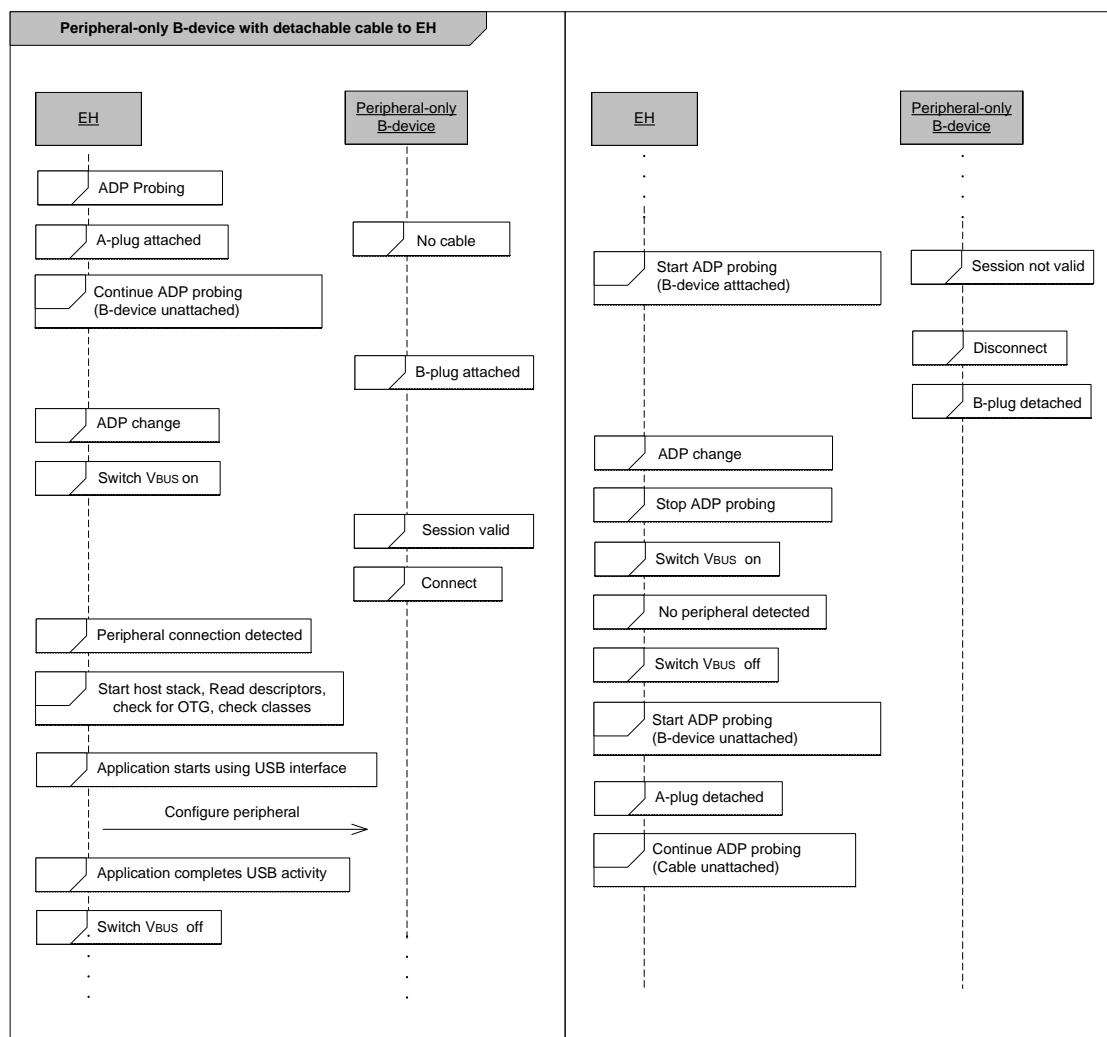 Peripheral-only B-device with detachable cable to EH
EH
Peripheral-only
B-device
ADP Probing
A-plug attached
No cable
Continue ADP probing
(B-device unattached)
B-plug attached
ADP change
Switch VBUS on
Session valid
Connect
Peripheral connection detected
Start host stack, Read descriptors,
check for OTG, check classes
Application starts using USB interface
Configure peripheral
Application completes USB activity
Switch VBUS off
EH
Peripheral-only
B-device
Start ADP probing
(B-device atttached)
Session not valid
Disconnect
B-plug detached
ADP change
Stop ADP probing
Switch VBUS on
No peripheral detected
Switch VBUS off
Start ADP probing
(B-device unattached)
A-plug detached
Continue ADP probing
(Cable unattached)